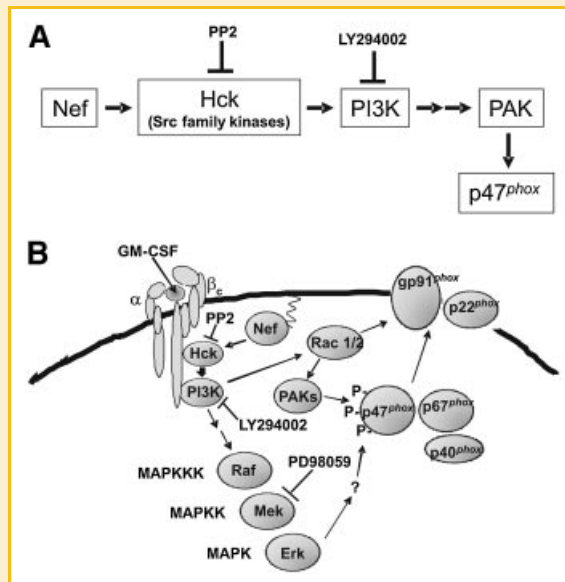 A
PP2
LY294002
Nef
Hck
(Src family kinases)
PI3K
PAK
p47phox
B
GM-CSF
α
βc
PP2
Hck
Nef
PI3K
LY294002
Rac 1/2
PAKs
gp91phox
p22phox
P-
P-
P-
p47phox
p67phox
p40phox
MAPKKK
Raf
PD98059
MAPKK
Mek
?
MAPK
Erk